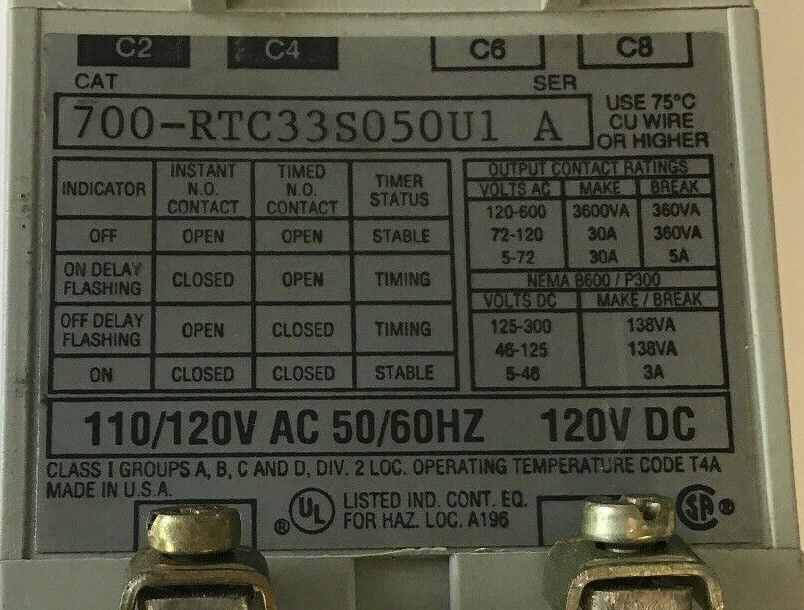 C2 C4 C6 C8
CAT SER
700-RTC33S050U1 A
USE 75°C
CU WIRE
OR HIGHER
INDICATOR
INSTANT
N.O.
CONTACT
TIMED
N.O.
CONTACT
TIMER
STATUS
OFF OPEN OPEN STABLE
ON DELAY
FLASHING
CLOSED OPEN TIMING
OFF DELAY
FLASHING
OPEN CLOSED TIMING
ON CLOSED CLOSED STABLE
OUTPUT CONTACT RATINGS
VOLTS AC MAKE BREAK
120-600 3600VA 360VA
72-120 30A 360VA
5-72 30A 5A
NEMA B600 / P300
VOLTS DC MAKE / BREAK
125-300 138VA
46-125 138VA
5-46 3A
110/120V AC 50/60HZ 120V DC
CLASS I GROUPS A, B, C AND D, DIV. 2 LOC. OPERATING TEMPERATURE CODE T4A
MADE IN U.S.A.
UL ® LISTED IND. CONT. EQ.
FOR HAZ. LOC. A196
SA ®